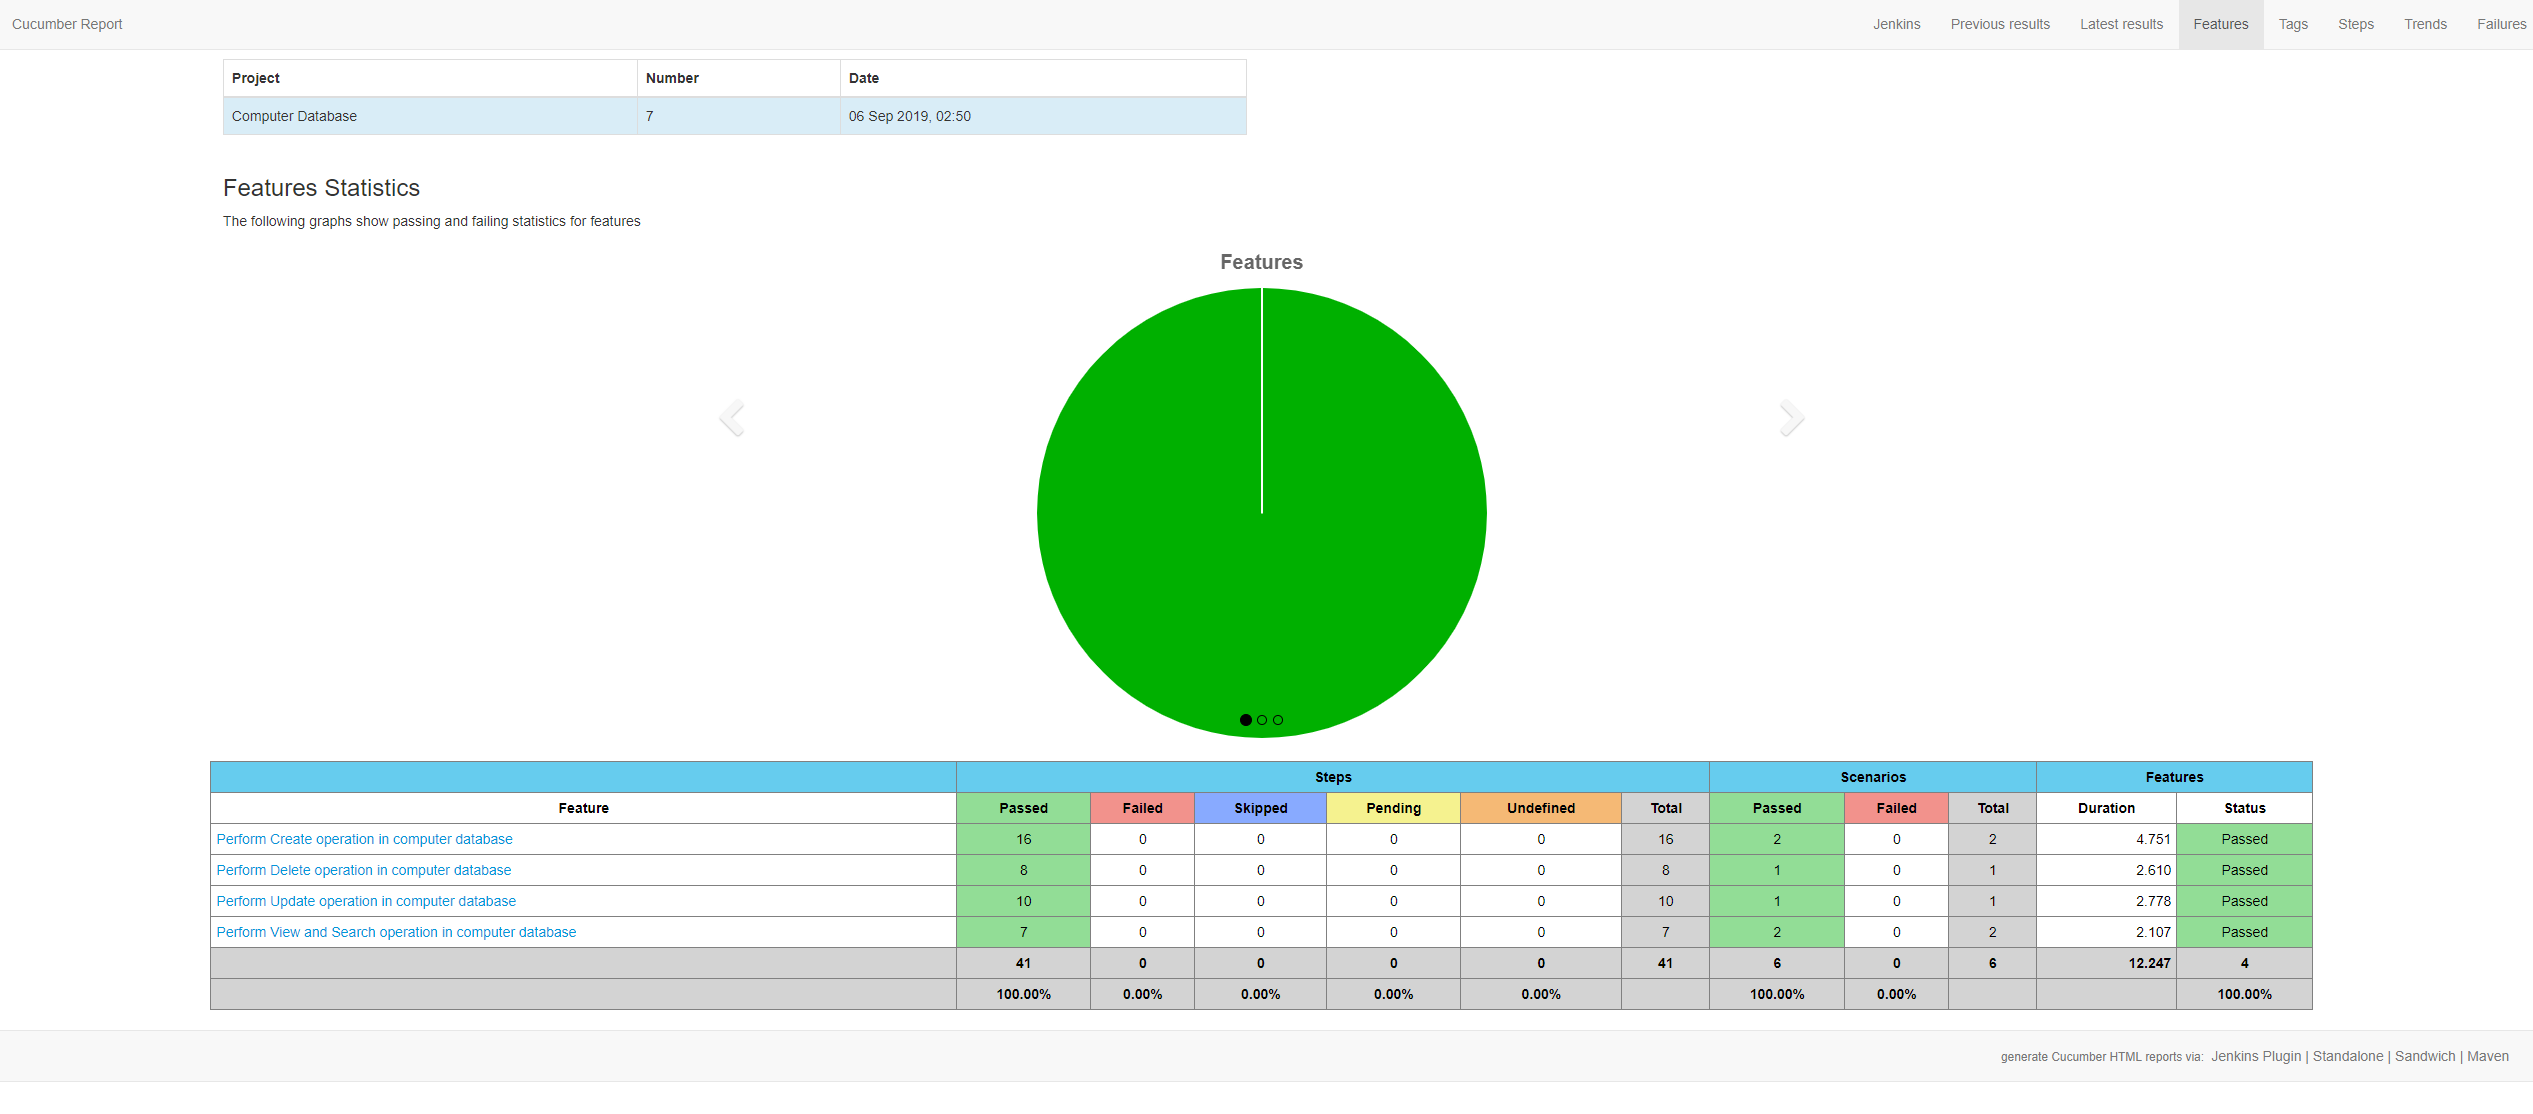 Cucumber Report Jenkins Previous results Latest results Features Tags Steps Trends Failures
Project Number Date
Computer Database 7 06 Sep 2019, 02:50
Features Statistics
The following graphs show passing and failing statistics for features
Features
Steps Scenarios Features
Feature Passed Failed Skipped Pending Undefined Total Passed Failed Total Duration Status
Perform Create operation in computer database 16 0 0 0 0 16 2 0 2 4.751 Passed
Perform Delete operation in computer database 8 0 0 0 0 8 1 0 1 2.610 Passed
Perform Update operation in computer database 10 0 0 0 0 10 1 0 1 2.778 Passed
Perform View and Search operation in computer database 7 0 0 0 0 7 2 0 2 2.107 Passed
41 0 0 0 0 41 6 0 6 12.247 4
100.00% 0.00% 0.00% 0.00% 0.00% 100.00% 0.00% 100.00%
generate Cucumber HTML reports via: Jenkins Plugin | Standalone | Sandwich | Maven